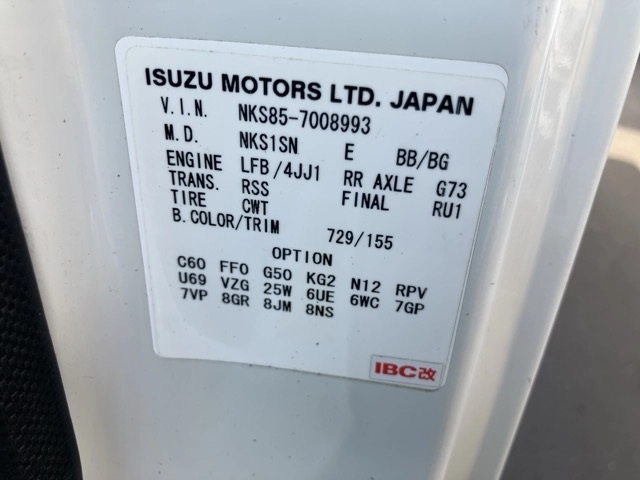 ISUZU MOTORS LTD. JAPAN
V.I.N. NKS85-7008993
M.D. NKS1SN E BB/BG
ENGINE LFB/4JJ1 RR AXLE G73
TRANS. RSS FINAL RU1
TIRE CWT
B.COLOR/TRIM 729/155
OPTION
C60 FF0 G50 KG2 N12 RPV
U69 VZG 25W 6UE 6WC 7GP
7VP 8GR 8JM 8NS
IBC改